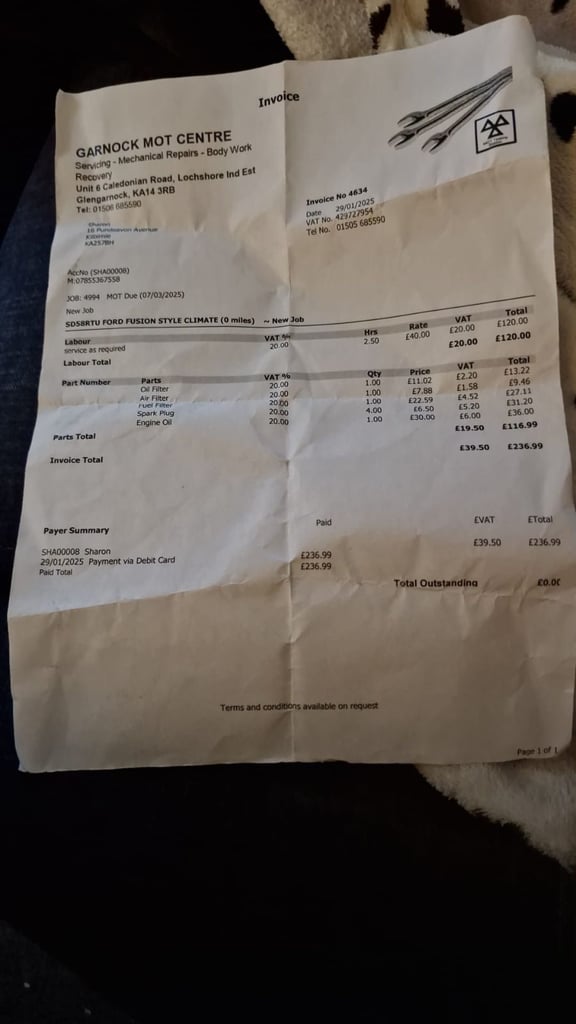 Invoice
GARNOCK MOT CENTRE
Servicing - Mechanical Repairs - Body Work
Recovery
Unit 6 Caledonian Road, Lochshore Ind Est
Glengarnock, KA14 3RB
Tel: 01505 685590
Invoice No 4634
Date 29/01/2025
VAT No. 429727954
Tel No. 01505 685590
Sharon
Avenue
Kilbirnie
KA257BH
AccNo (SHA00008)
M:07855367558
JOB: 4994 MOT Due (07/03/2025)
New Job
SD58RTU FORD FUSION STYLE CLIMATE (0 miles) ~ New Job
Labour VAT % Hrs Rate VAT Total
service as required 20.00 2.50 £40.00 £20.00 £120.00
Labour Total £20.00 £120.00
Part Number Parts VAT % Qty Price VAT Total
Oil Filter 20.00 1.00 £11.02 £2.20 £13.22
Air Filter 20.00 1.00 £7.88 £1.58 £9.46
Fuel Filter 20.00 1.00 £22.59 £4.52 £27.11
Spark Plug 20.00 4.00 £6.50 £5.20 £31.20
Engine Oil 20.00 1.00 £30.00 £6.00 £36.00
Parts Total £19.50 £116.99
Invoice Total £39.50 £236.99
Payer Summary Paid £VAT £Total
SHA00008 Sharon £39.50 £236.99
29/01/2025 Payment via Debit Card £236.99
Paid Total £236.99
Total Outstanding £0.00
Terms and conditions available on request
Page 1 of 1